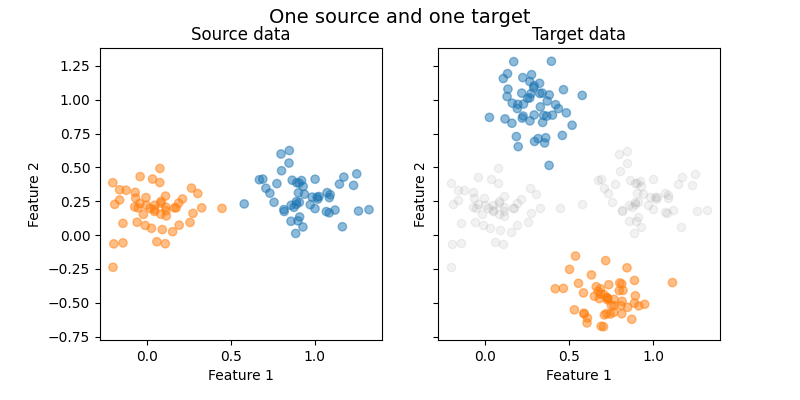 One source and one target
Source data
Target data
1.25
1.00
0.75
0.50
0.25
0.00
−0.25
−0.50
−0.75
Feature 2
Feature 2
0.0
0.5
1.0
0.0
0.5
1.0
Feature 1
Feature 1